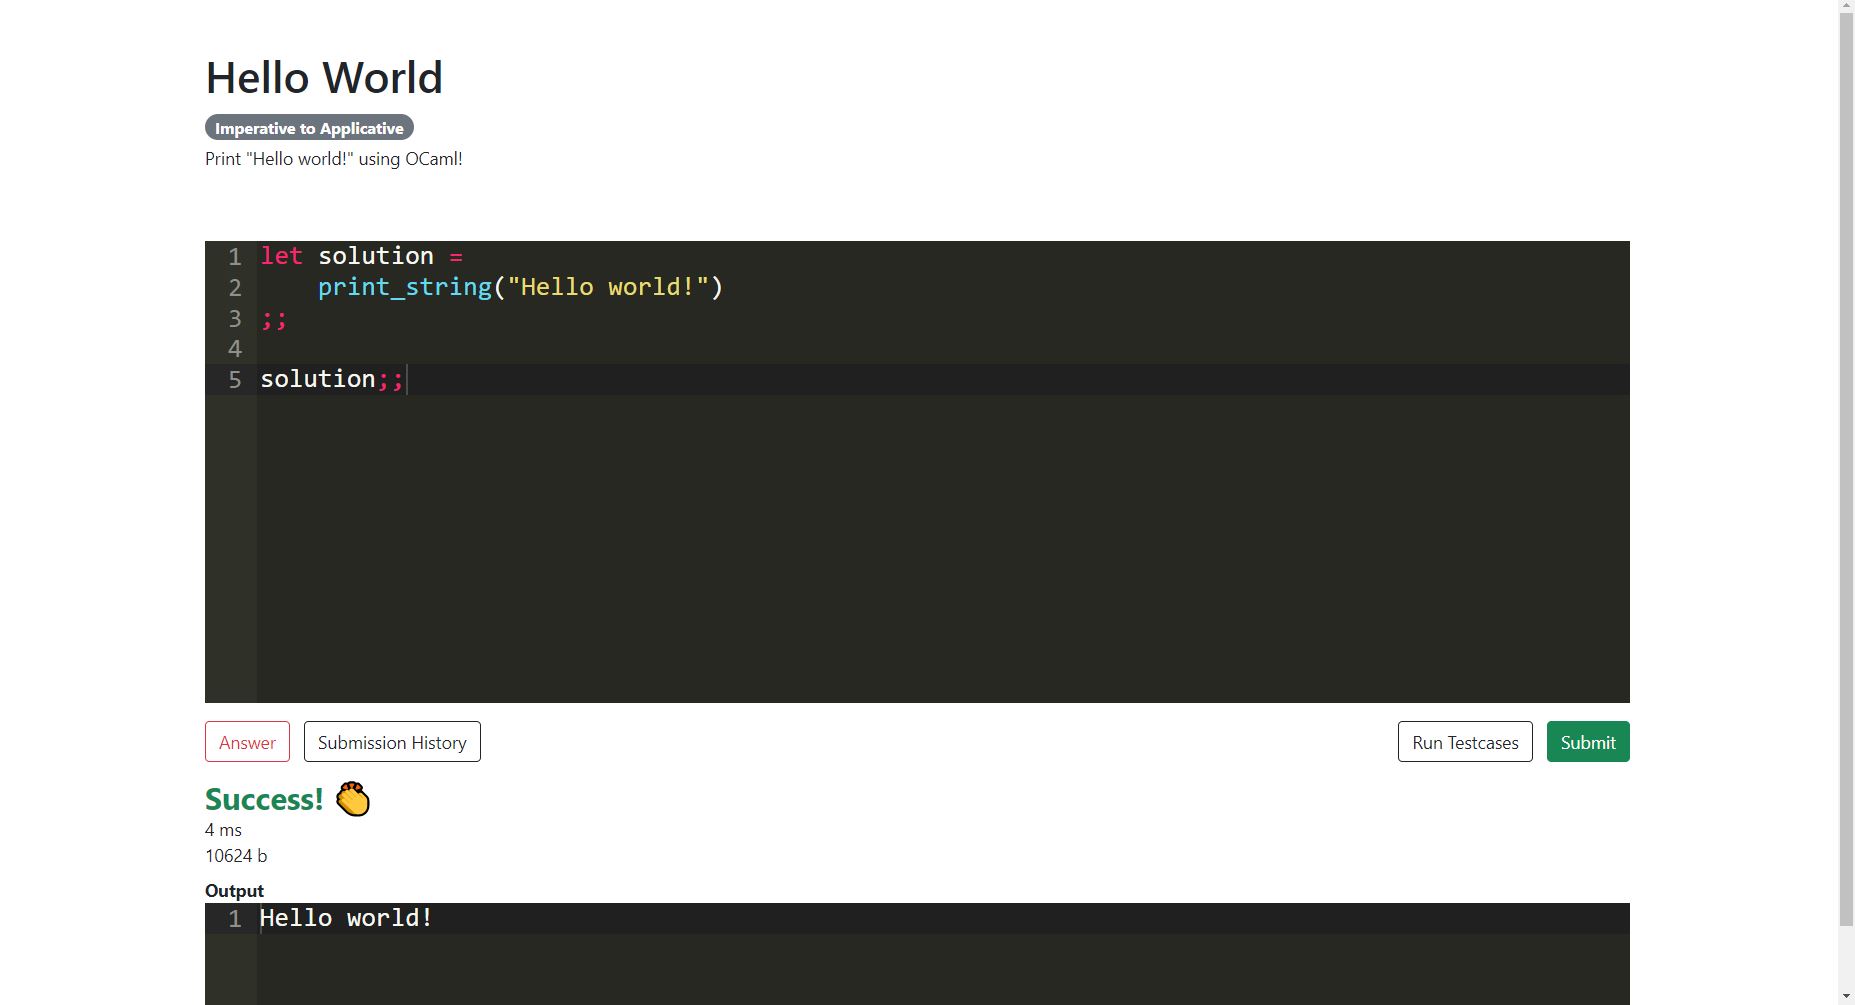 Hello World
Imperative to Applicative
Print "Hello world!" using OCaml!
1 let solution =
2     print_string("Hello world!")
3 ;;
4
5 solution;;
Answer Submission History Run Testcases Submit
Success!
4 ms
10624 b
Output
1 Hello world!